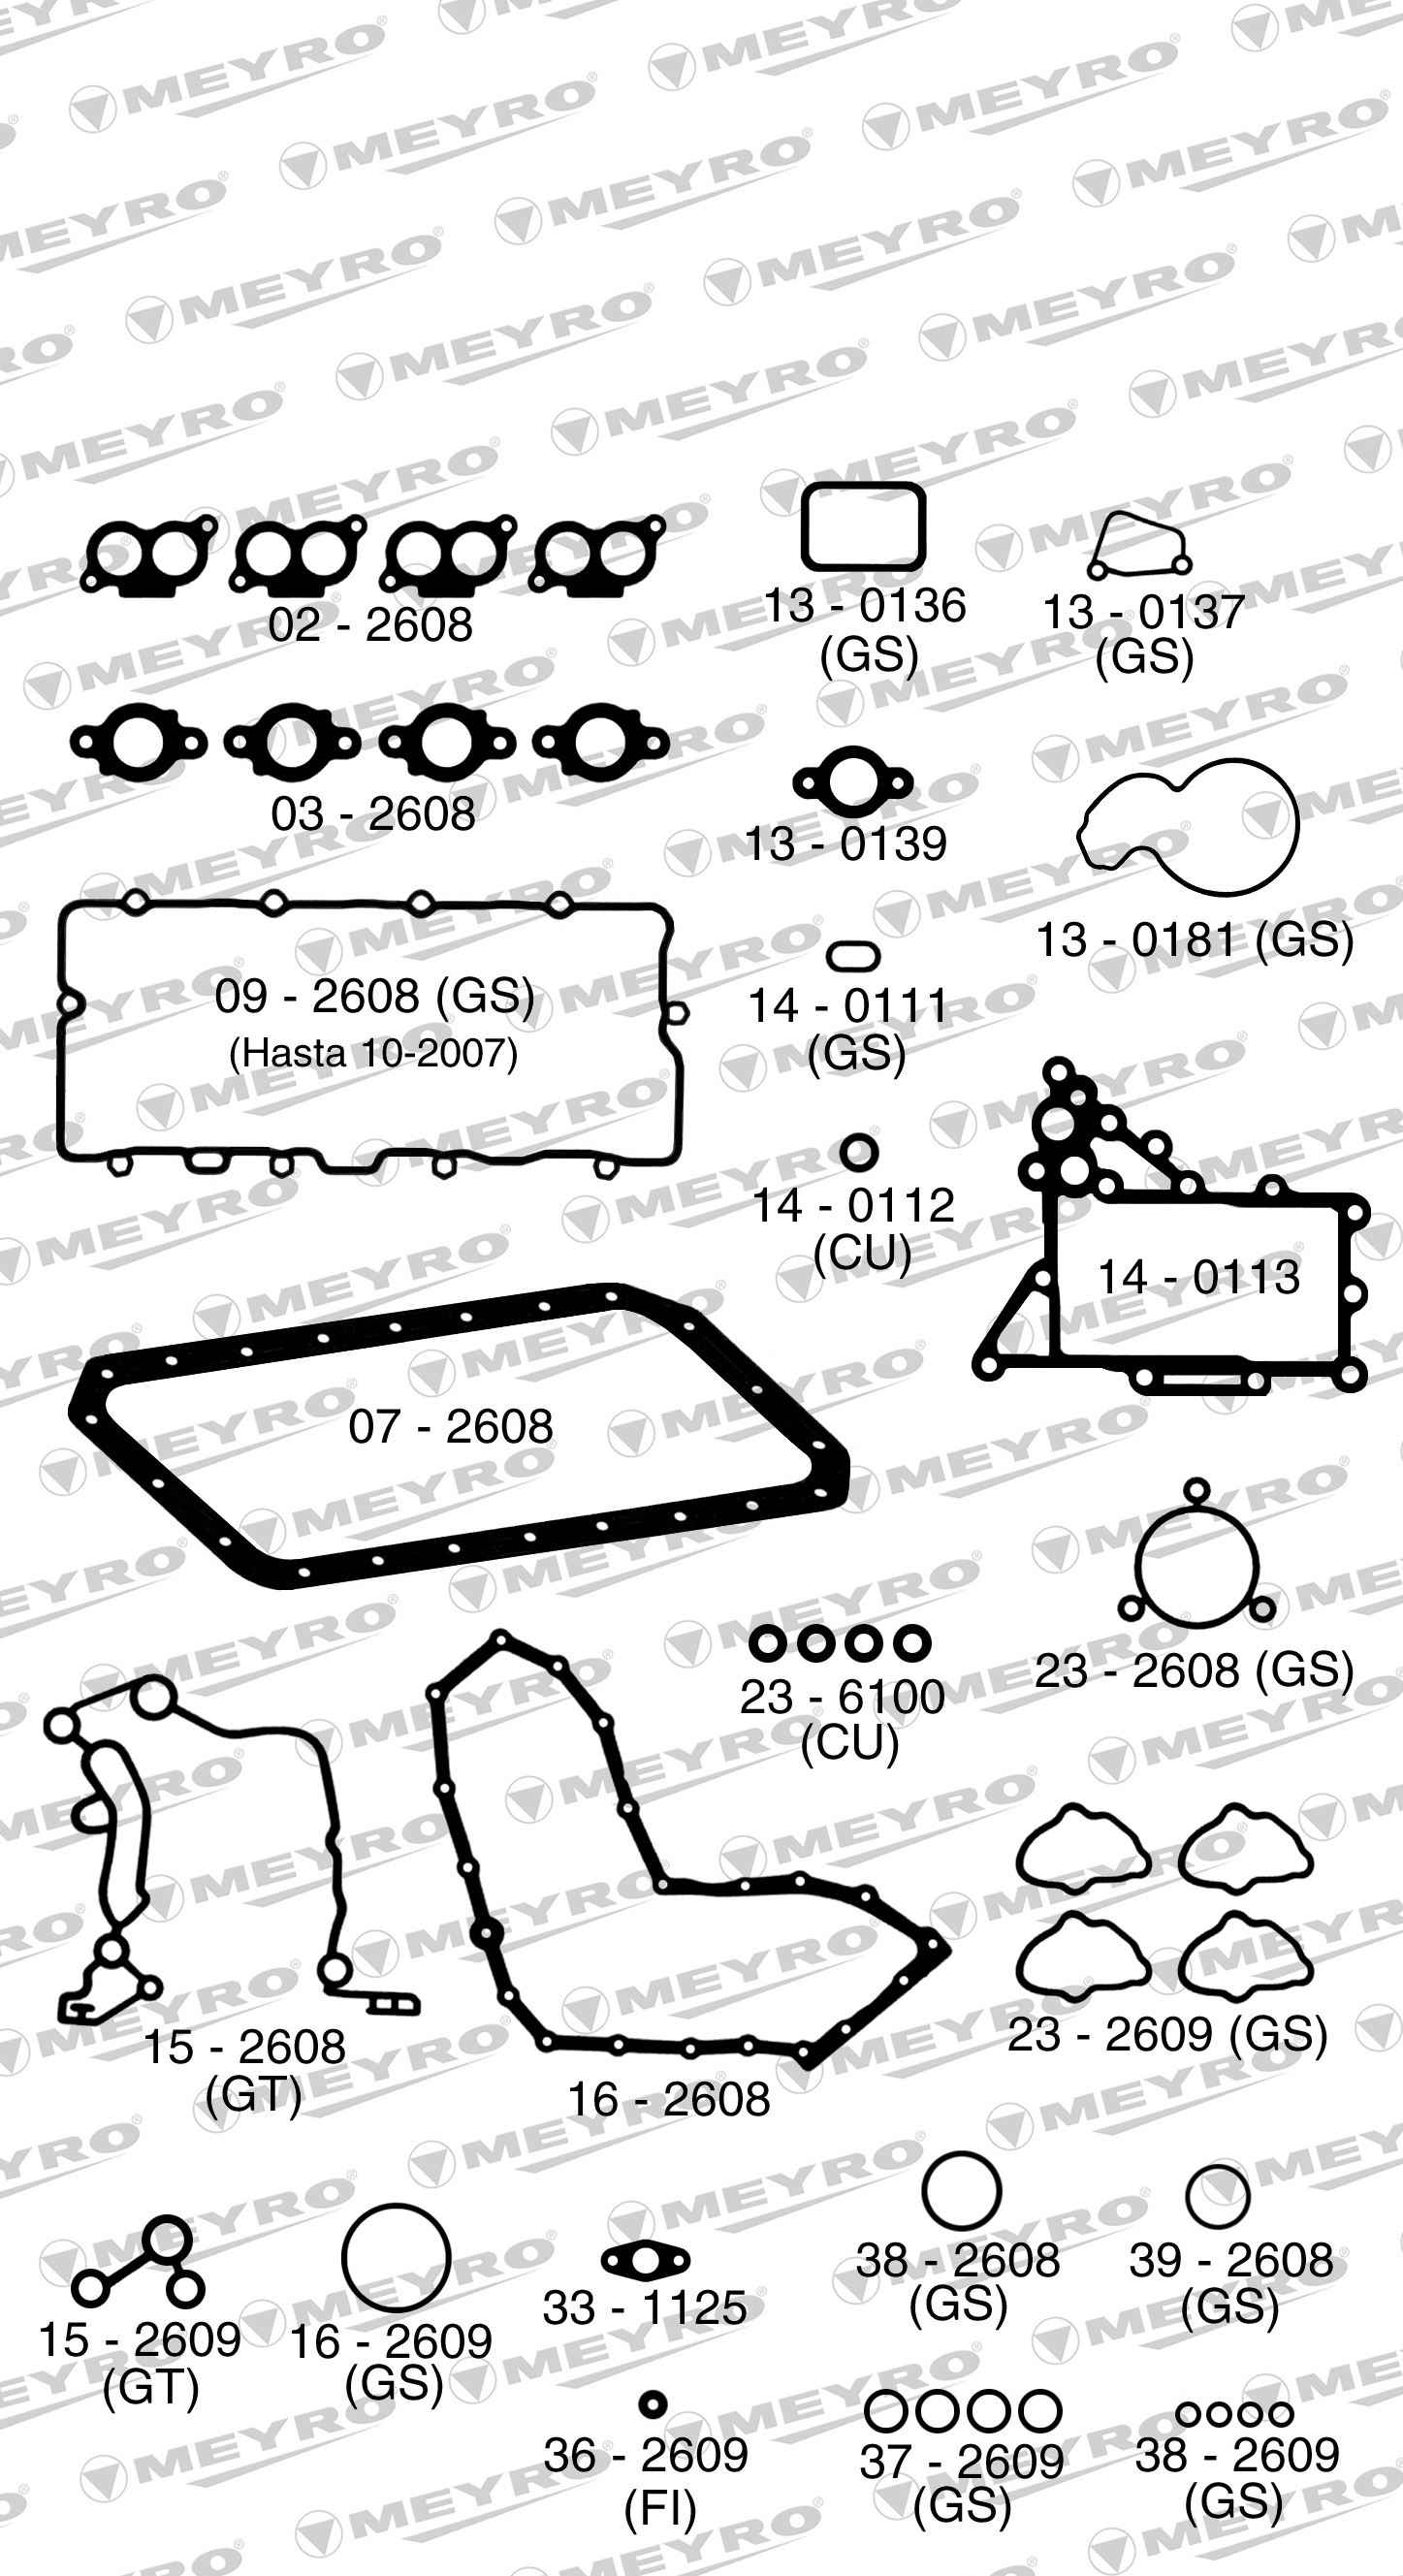 MEYRO
02 - 2608
13 - 0136
(GS)
13 - 0137
(GS)
03 - 2608
13 - 0139
13 - 0181 (GS)
09 - 2608 (GS)
(Hasta 10-2007)
14 - 0111
(GS)
14 - 0112
(CU)
14 - 0113
07 - 2608
23 - 6100
(CU)
23 - 2608 (GS)
15 - 2608
(GT)
16 - 2608
23 - 2609 (GS)
15 - 2609
(GT)
16 - 2609
(GS)
33 - 1125
38 - 2608
(GS)
39 - 2608
(GS)
36 - 2609
(FI)
37 - 2609
(GS)
38 - 2609
(GS)